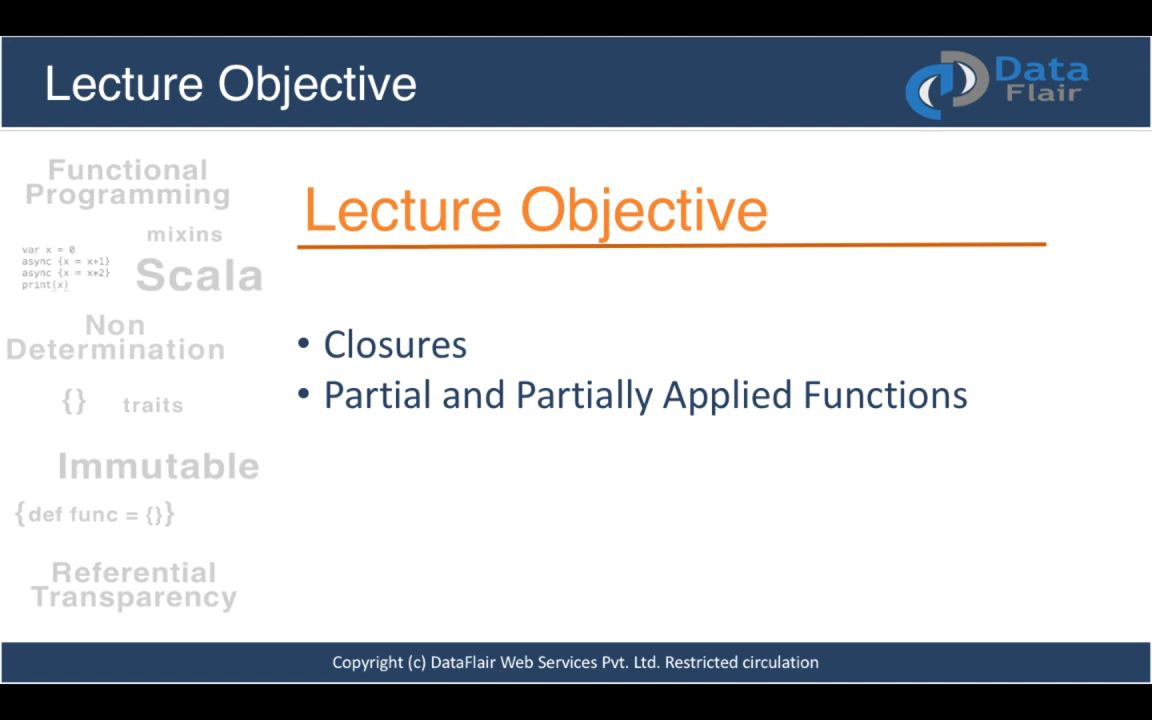 Lecture Objective
Data
Flair
Functional
Programming
mixins
var x = 0
async {x = x+1}
async {x = x*2}
print(x)
Scala
Non
Determination
{} traits
Immutable
{def func = {}}
Referential
Transparency
Lecture Objective
• Closures
• Partial and Partially Applied Functions
Copyright (c) DataFlair Web Services Pvt. Ltd. Restricted circulation